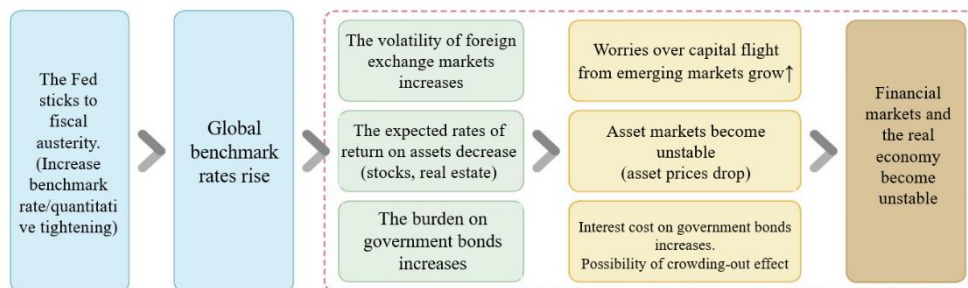 The Fed
sticks to
fiscal
austerity.
(Increase
benchmark
rate/quantitati
ve tightening)
Global
benchmark
rates rise
The volatility of foreign
exchange markets
increases
The expected rates of
return on assets decrease
(stocks, real estate)
The burden on
government bonds
increases
Worries over capital flight
from emerging markets grow↑
Asset markets become
unstable
(asset prices drop)
Interest cost on government bonds
increases.
Possibility of crowding-out effect
Financial
markets and
the real
economy
become
unstable